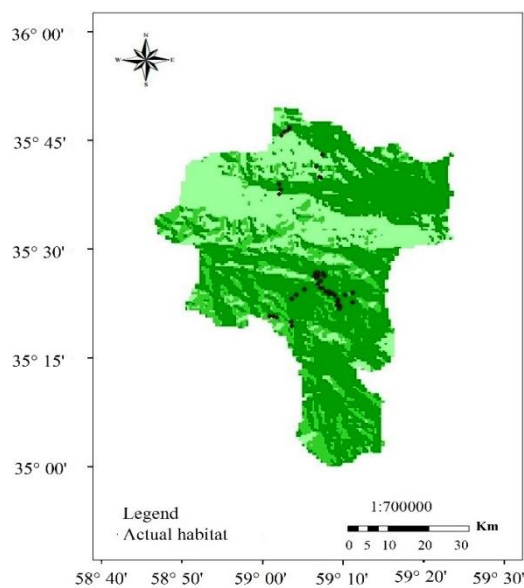 36° 00'
N
W E
S
35° 45'
35° 30'
35° 15'
35° 00'
1:700000
Legend
Actual habitat
Km
0 5 10 20 30
58° 40' 58° 50' 59° 00' 59° 10' 59° 20' 59° 30'